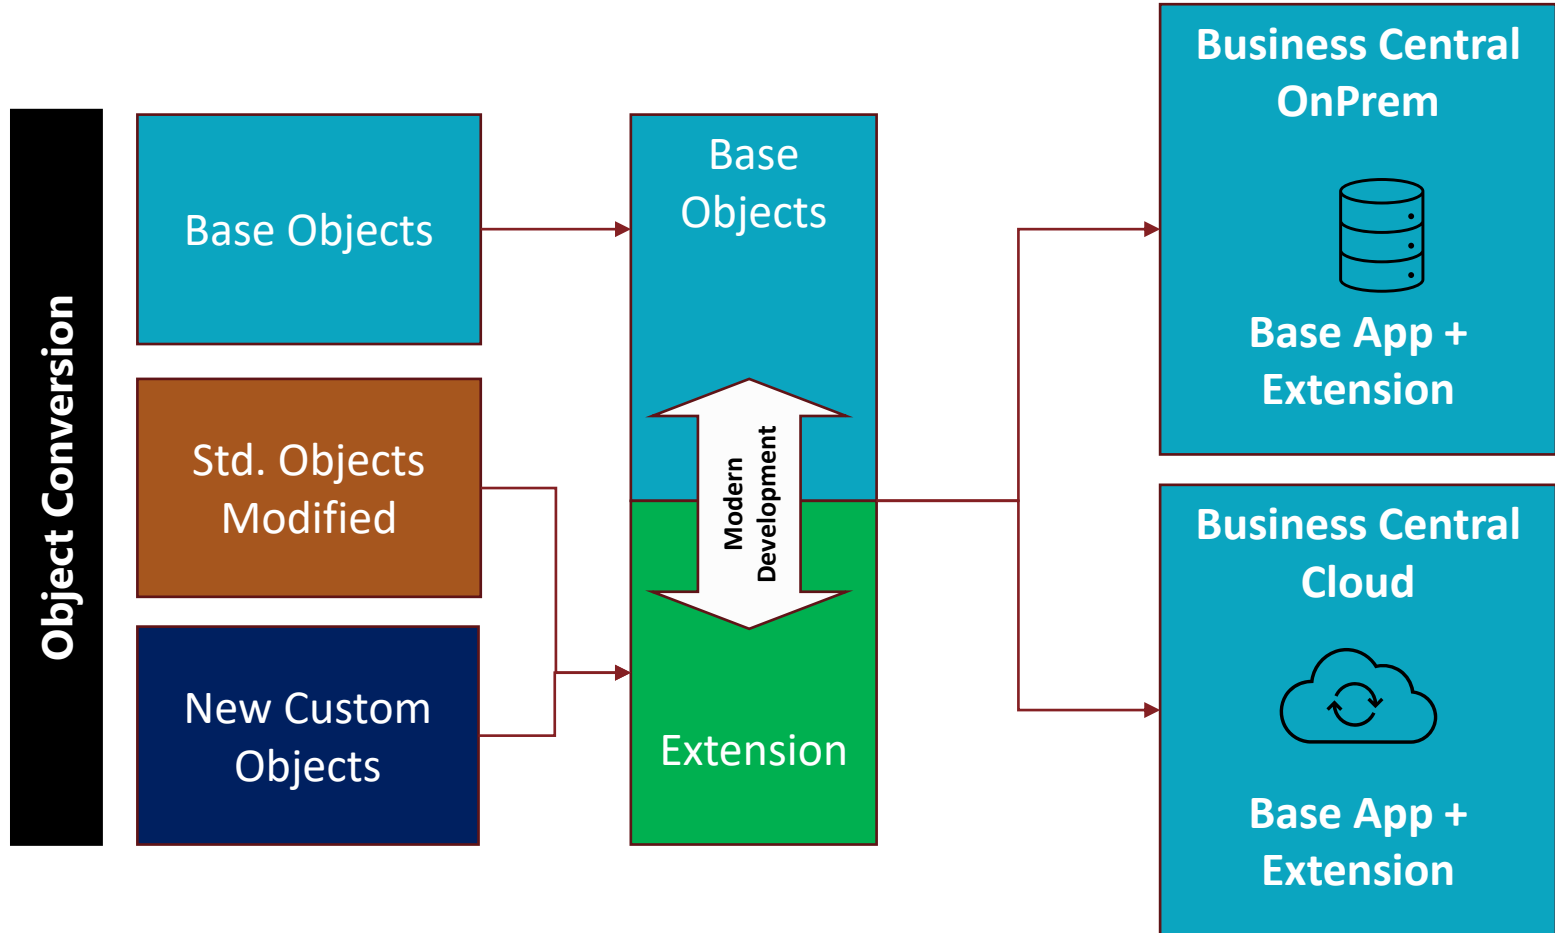 Object Conversion
Base Objects
Std. Objects
Modified
New Custom
Objects
Base
Objects
Modern
Development
Extension
Business Central
OnPrem
Base App +
Extension
Business Central
Cloud
Base App +
Extension